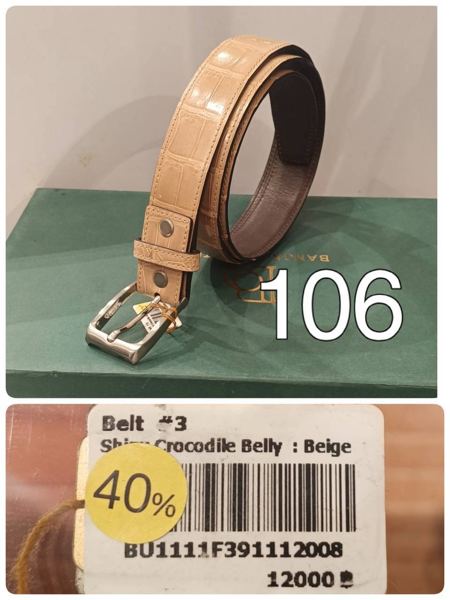 106
Belt #3
Shiny Crocodile Belly : Beige
40%
BU1111F391112008
12000 ฿